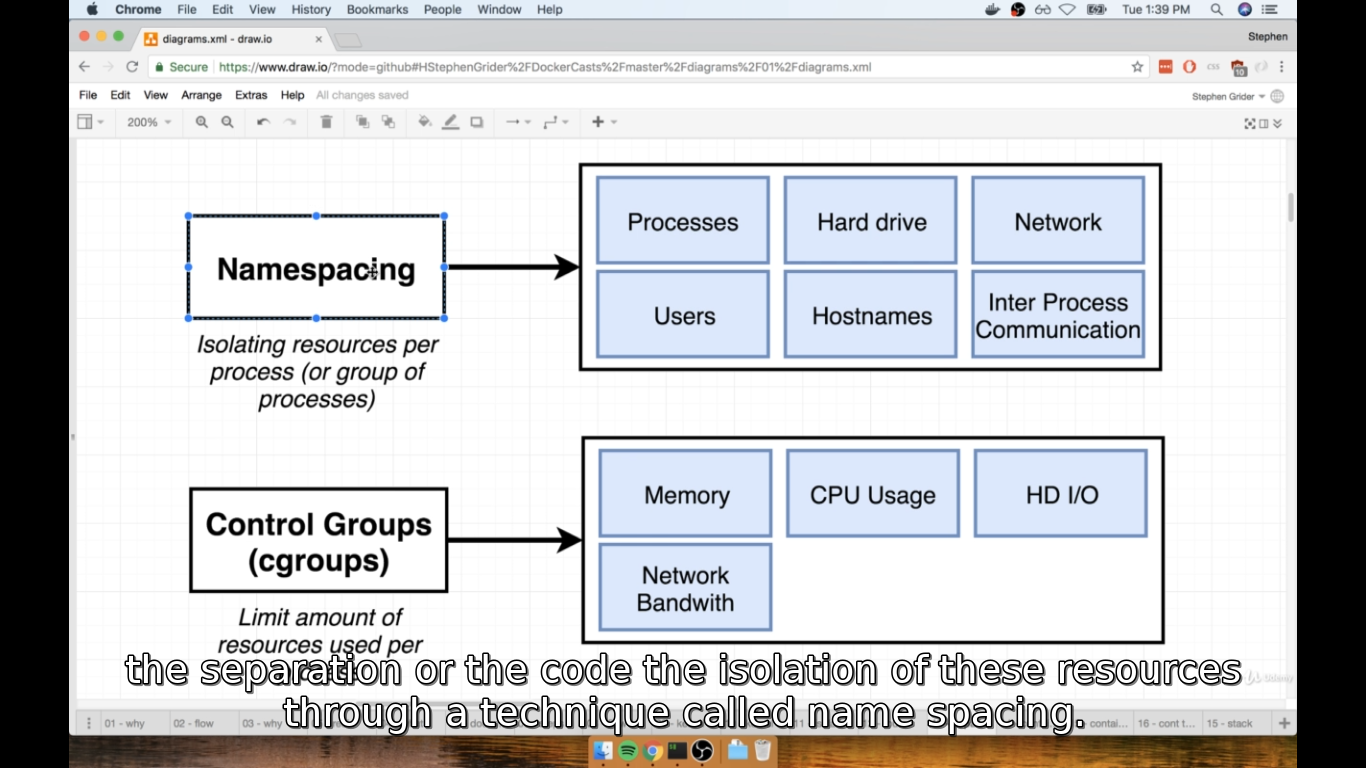 Chrome File Edit View History Bookmarks People Window Help Tue 1:39 PM
diagrams.xml - draw.io Stephen
Secure https://www.draw.io/?mode=github#HStephenGrider%2FDockerCasts%2Fmaster%2Fdiagrams%2F01%2Fdiagrams.xml
10
File Edit View Arrange Extras Help All changes saved Stephen Grider
200%
Processes Hard drive Network
Namespacing
Users Hostnames Inter Process
Communication
Isolating resources per
process (or group of
processes)
Memory CPU Usage HD I/O
Control Groups
(cgroups)
Network
Bandwith
Limit amount of
resources used per
the separation or the code the isolation of these resources
through a technique called name spacing.
Udemy
01 - why 02 - flow 03 - why 16 - cont t... 15 - stack